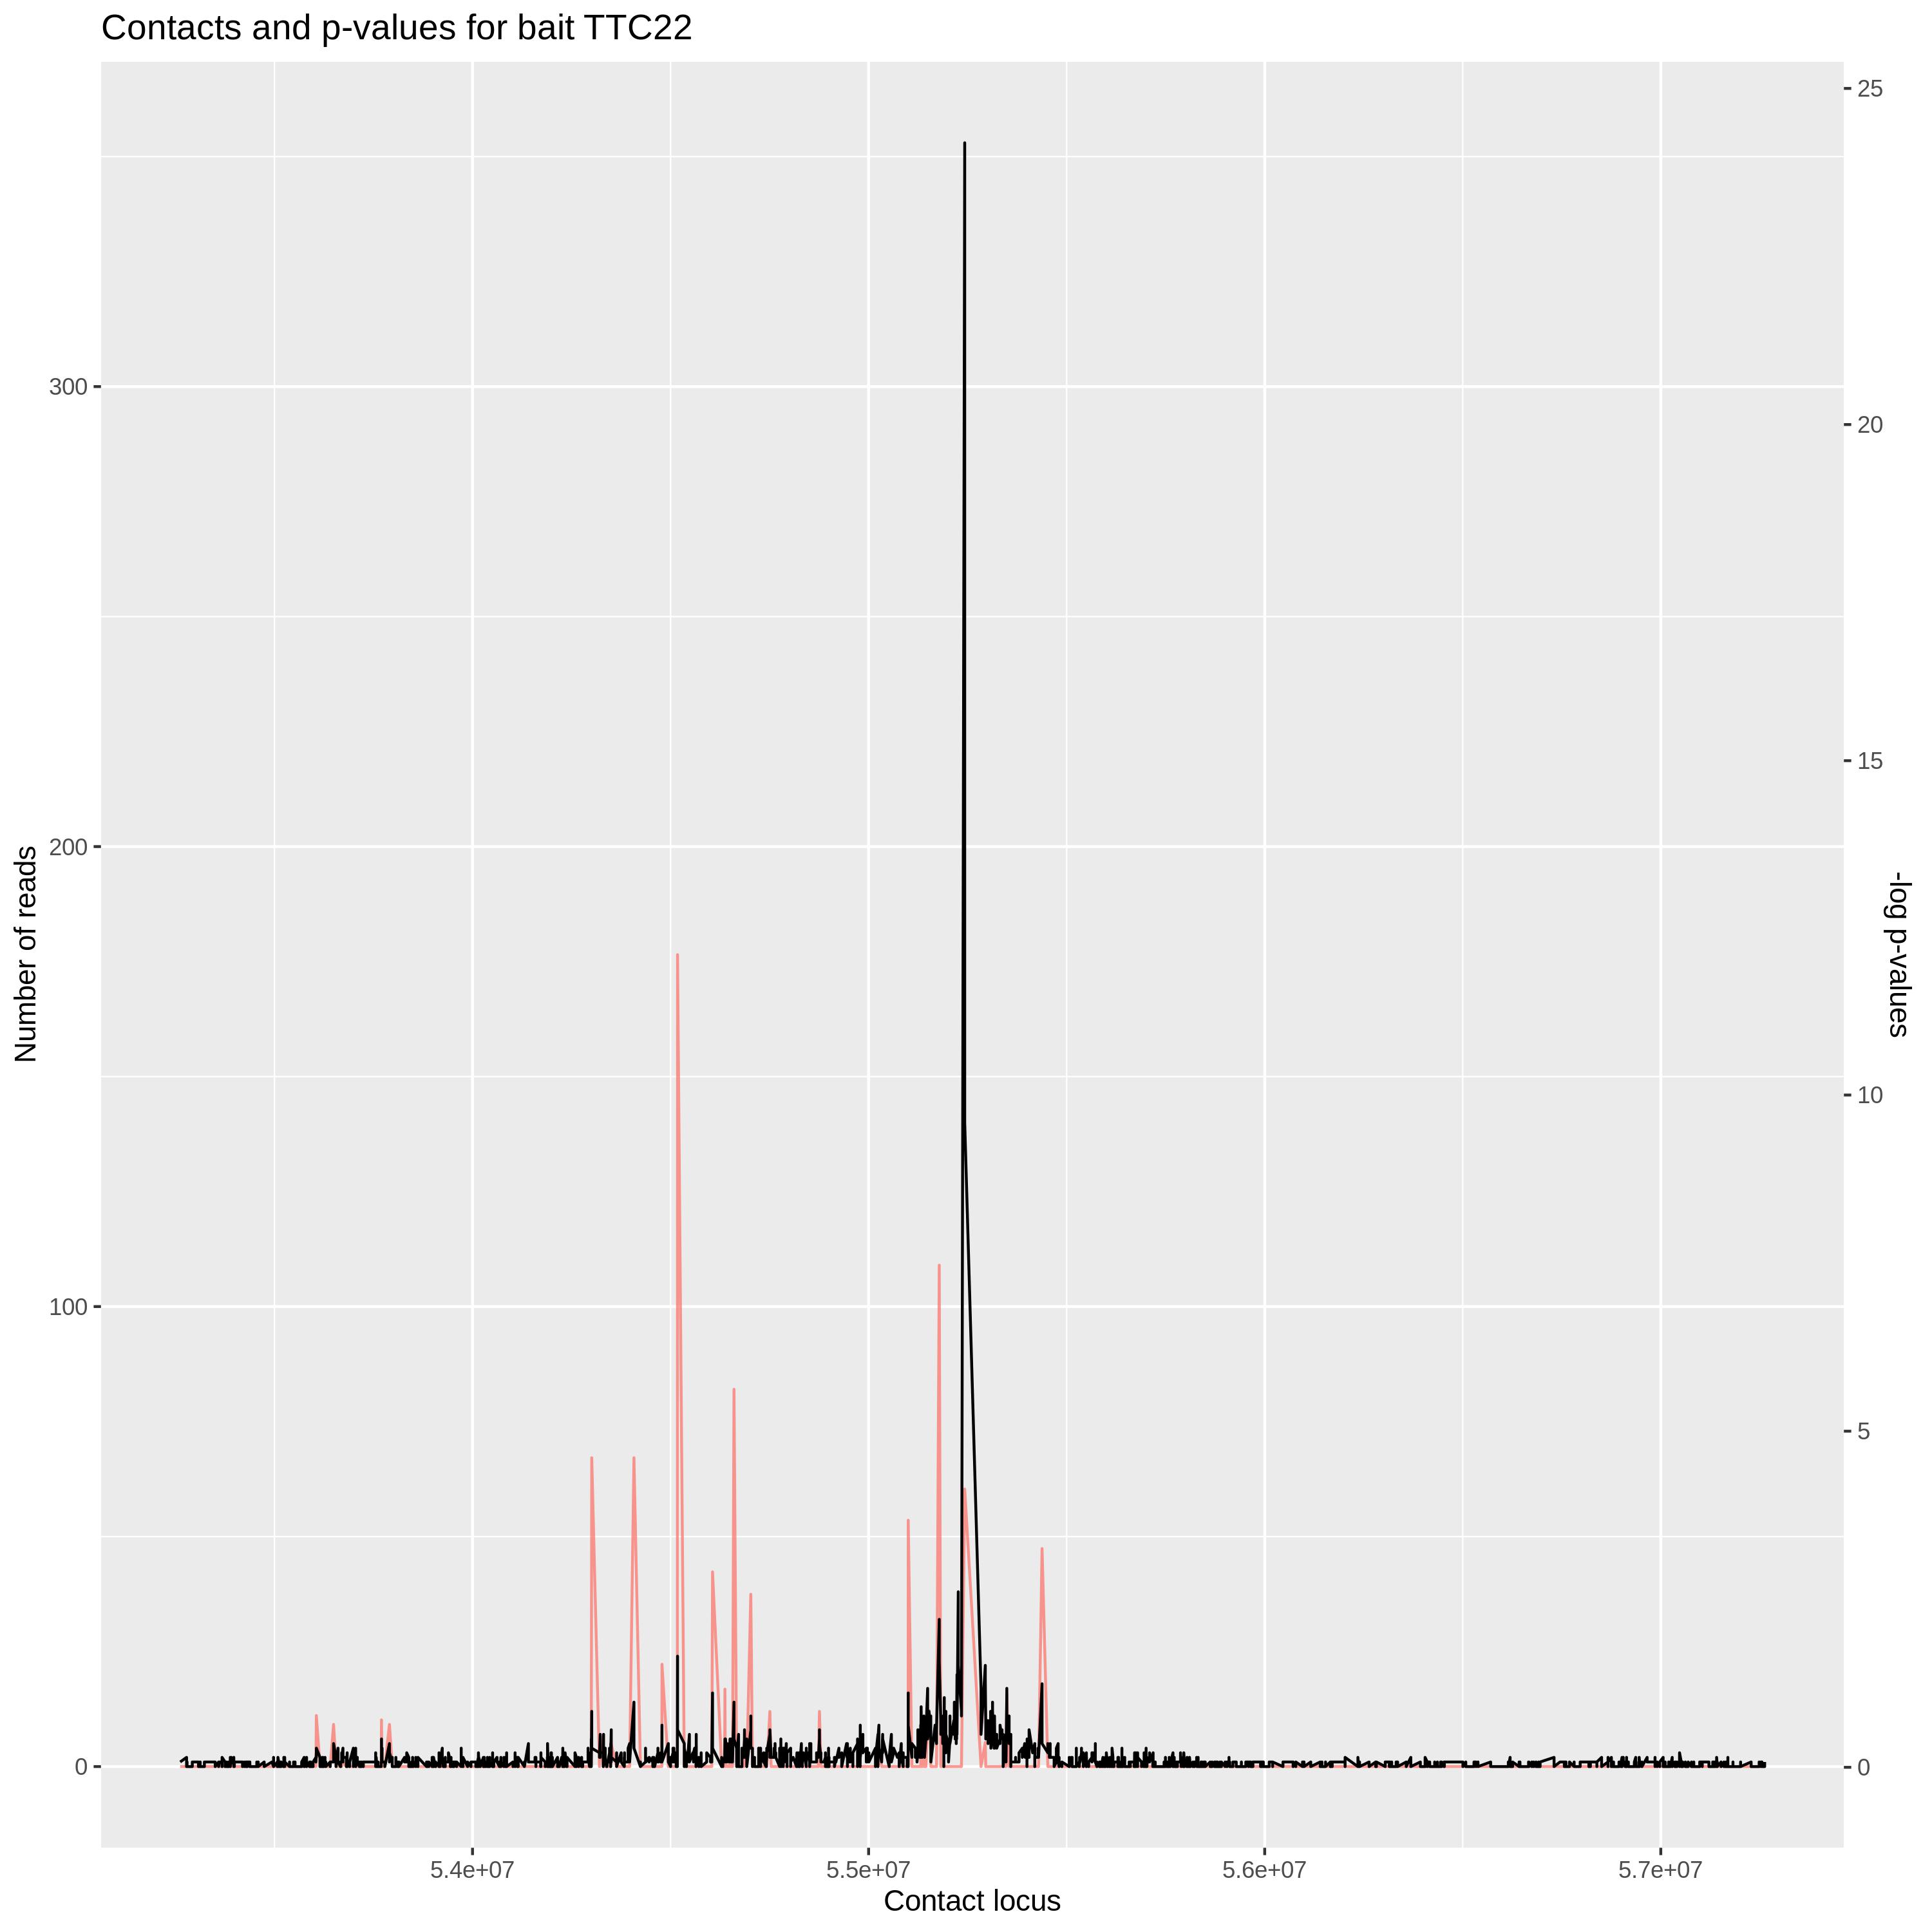 Contacts and p-values for bait TTC22
Number of reads
300
200
100
0
25
20
15
10
5
0
-log p-values
5.4e+07
5.5e+07
5.6e+07
5.7e+07
Contact locus